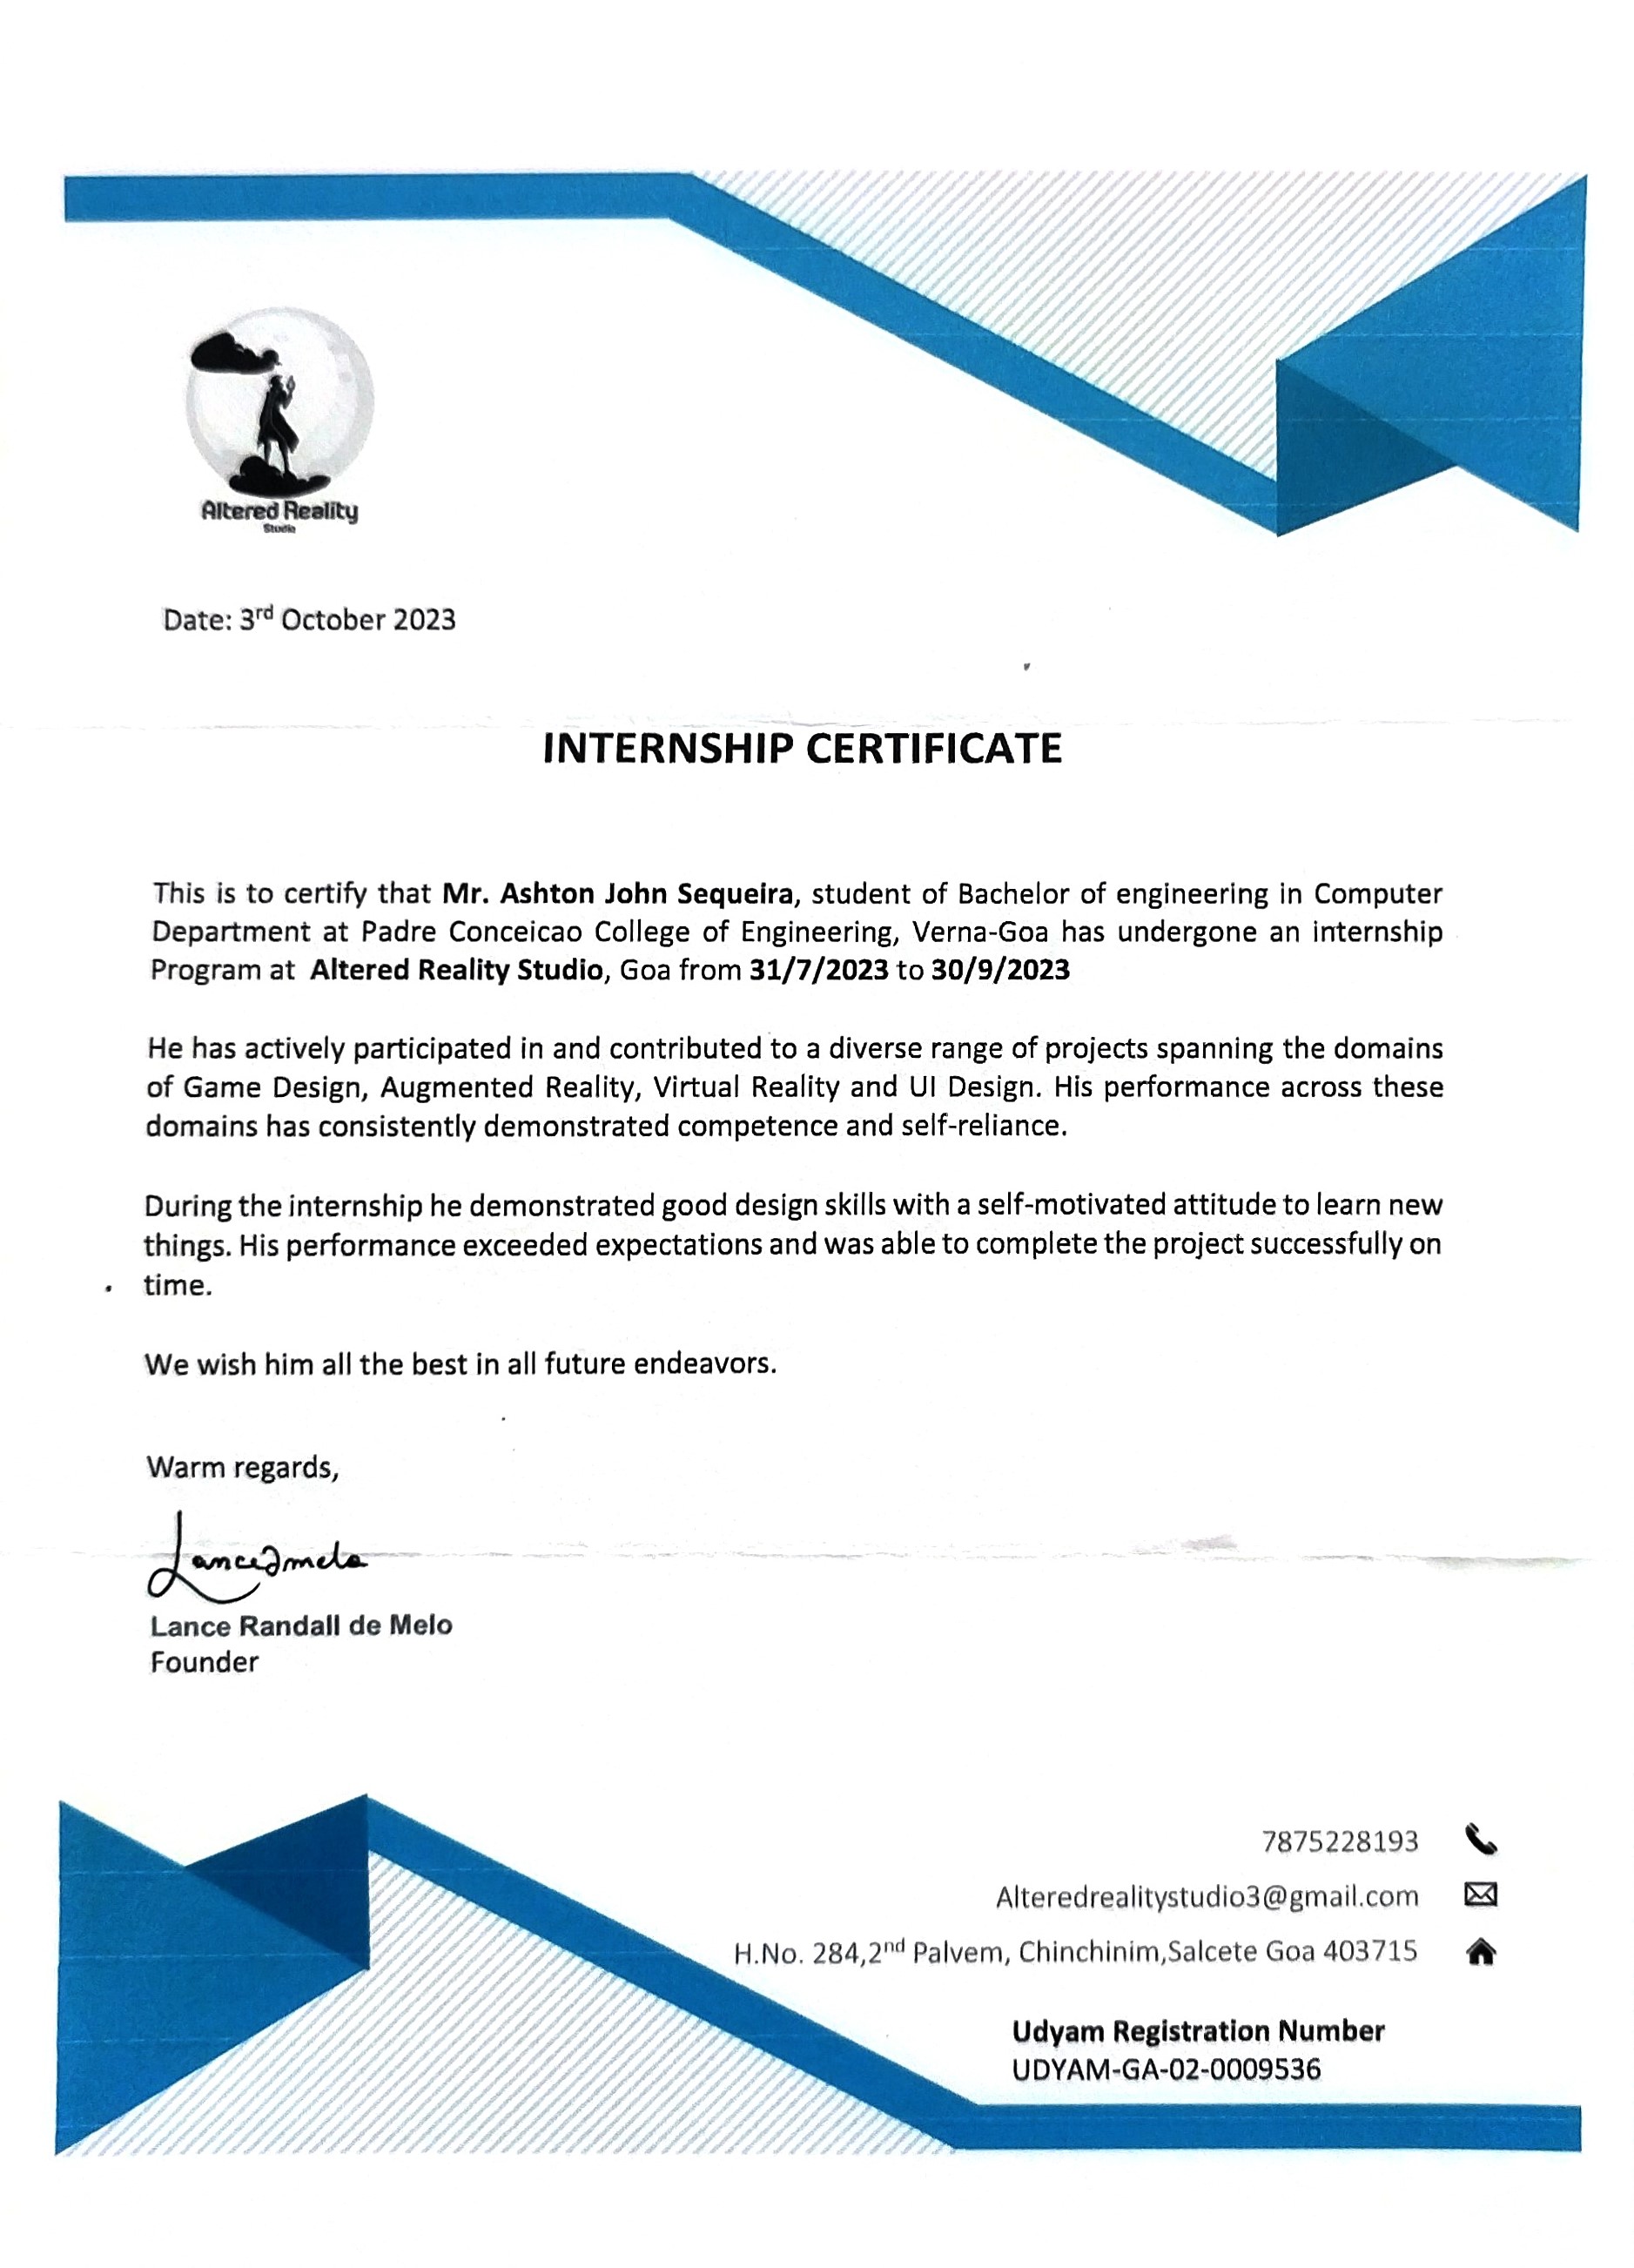 Altered Reality
Studio
Date: 3rd October 2023
INTERNSHIP CERTIFICATE
This is to certify that Mr. Ashton John Sequeira, student of Bachelor of engineering in Computer
Department at Padre Conceicao College of Engineering, Verna-Goa has undergone an internship
Program at Altered Reality Studio, Goa from 31/7/2023 to 30/9/2023
He has actively participated in and contributed to a diverse range of projects spanning the domains
of Game Design, Augmented Reality, Virtual Reality and UI Design. His performance across these
domains has consistently demonstrated competence and self-reliance.
During the internship he demonstrated good design skills with a self-motivated attitude to learn new
things. His performance exceeded expectations and was able to complete the project successfully on
time.
We wish him all the best in all future endeavors.
Warm regards,
Lancedmelo
Lance Randall de Melo
Founder
7875228193
Alteredrealitystudio3@gmail.com
H.No. 284,2nd Palvem, Chinchinim,Salcete Goa 403715
Udyam Registration Number
UDYAM-GA-02-0009536